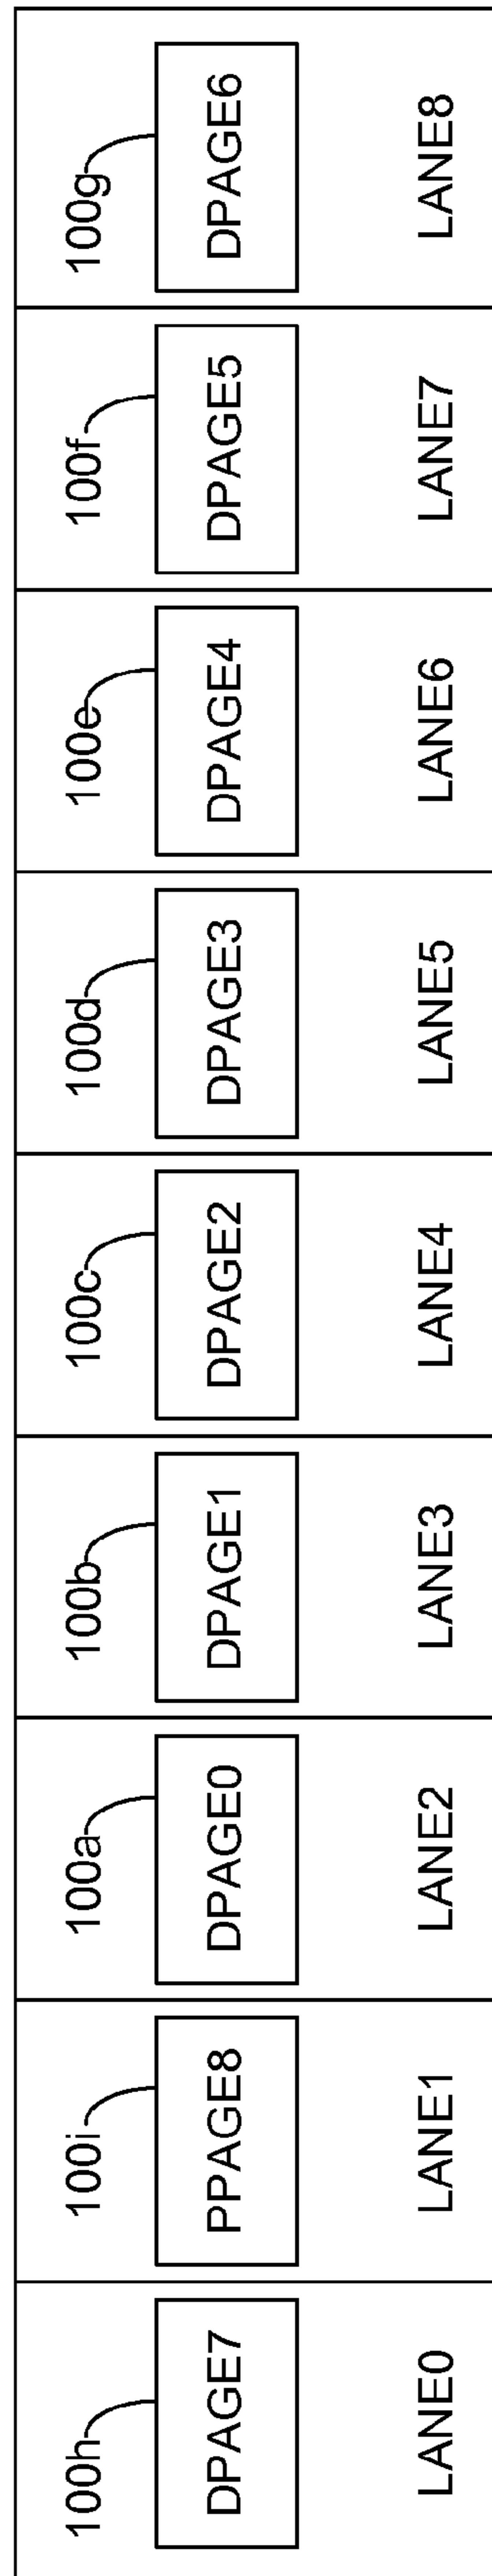 100h 100i 100a 100b 100c 100d 100e 100f 100g
DPAGE7 PPAGE8 DPAGE0 DPAGE1 DPAGE2 DPAGE3 DPAGE4 DPAGE5 DPAGE6
LANE0 LANE1 LANE2 LANE3 LANE4 LANE5 LANE6 LANE7 LANE8